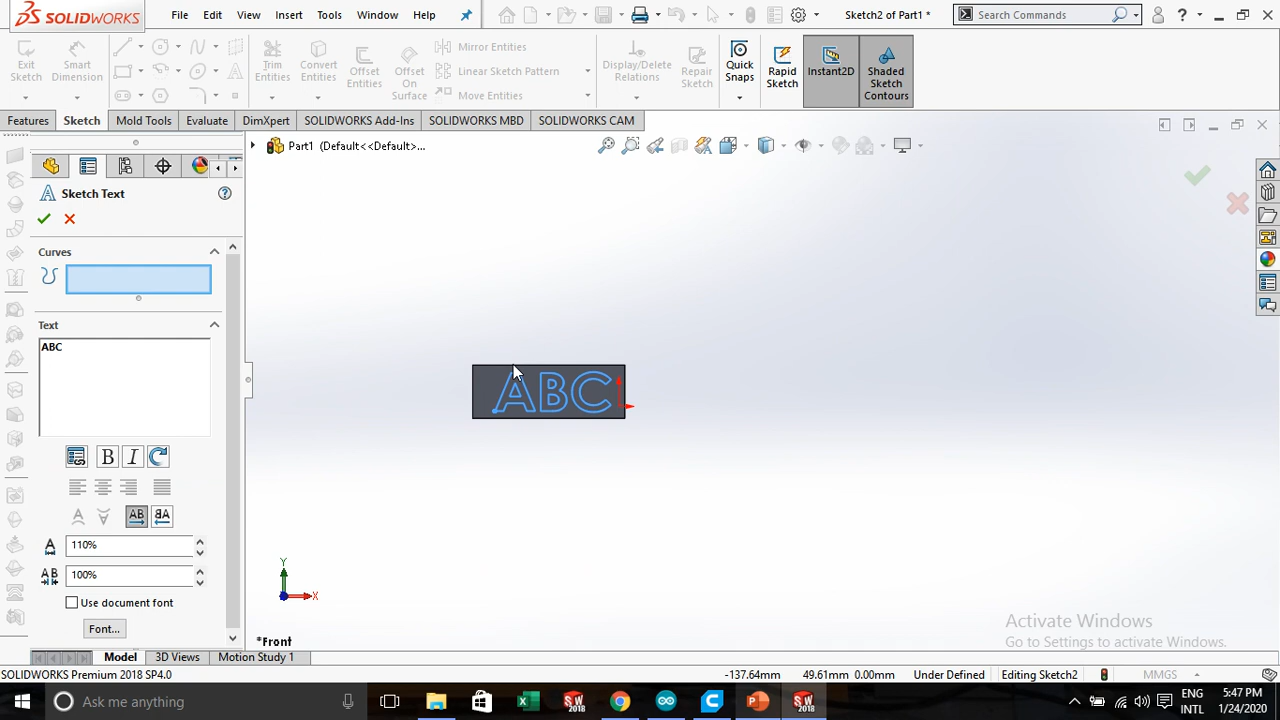 SOLIDWORKS File Edit View Insert Tools Window Help Sketch2 of Part1 * Search Commands ?
Exit Sketch
Smart Dimension
Trim Entities
Convert Entities
Offset Entities
Offset On Surface
Mirror Entities
Linear Sketch Pattern
Move Entities
Display/Delete Relations
Repair Sketch
Quick Snaps
Rapid Sketch
Instant2D
Shaded Sketch Contours
Features Sketch Mold Tools Evaluate DimXpert SOLIDWORKS Add-Ins SOLIDWORKS MBD SOLIDWORKS CAM
Part1 (Default<<Default>...
Sketch Text
Curves
Text
ABC
ABC
B I
AB AB
110%
AB 100%
Use document font
Font...
Y
X
*Front
Activate Windows
Go to Settings to activate Windows.
Model 3D Views Motion Study 1
SOLIDWORKS Premium 2018 SP4.0 -137.64mm 49.61mm 0.00mm Under Defined Editing Sketch2 MMGS
Ask me anything
ENG 5:47 PM
INTL 1/24/2020